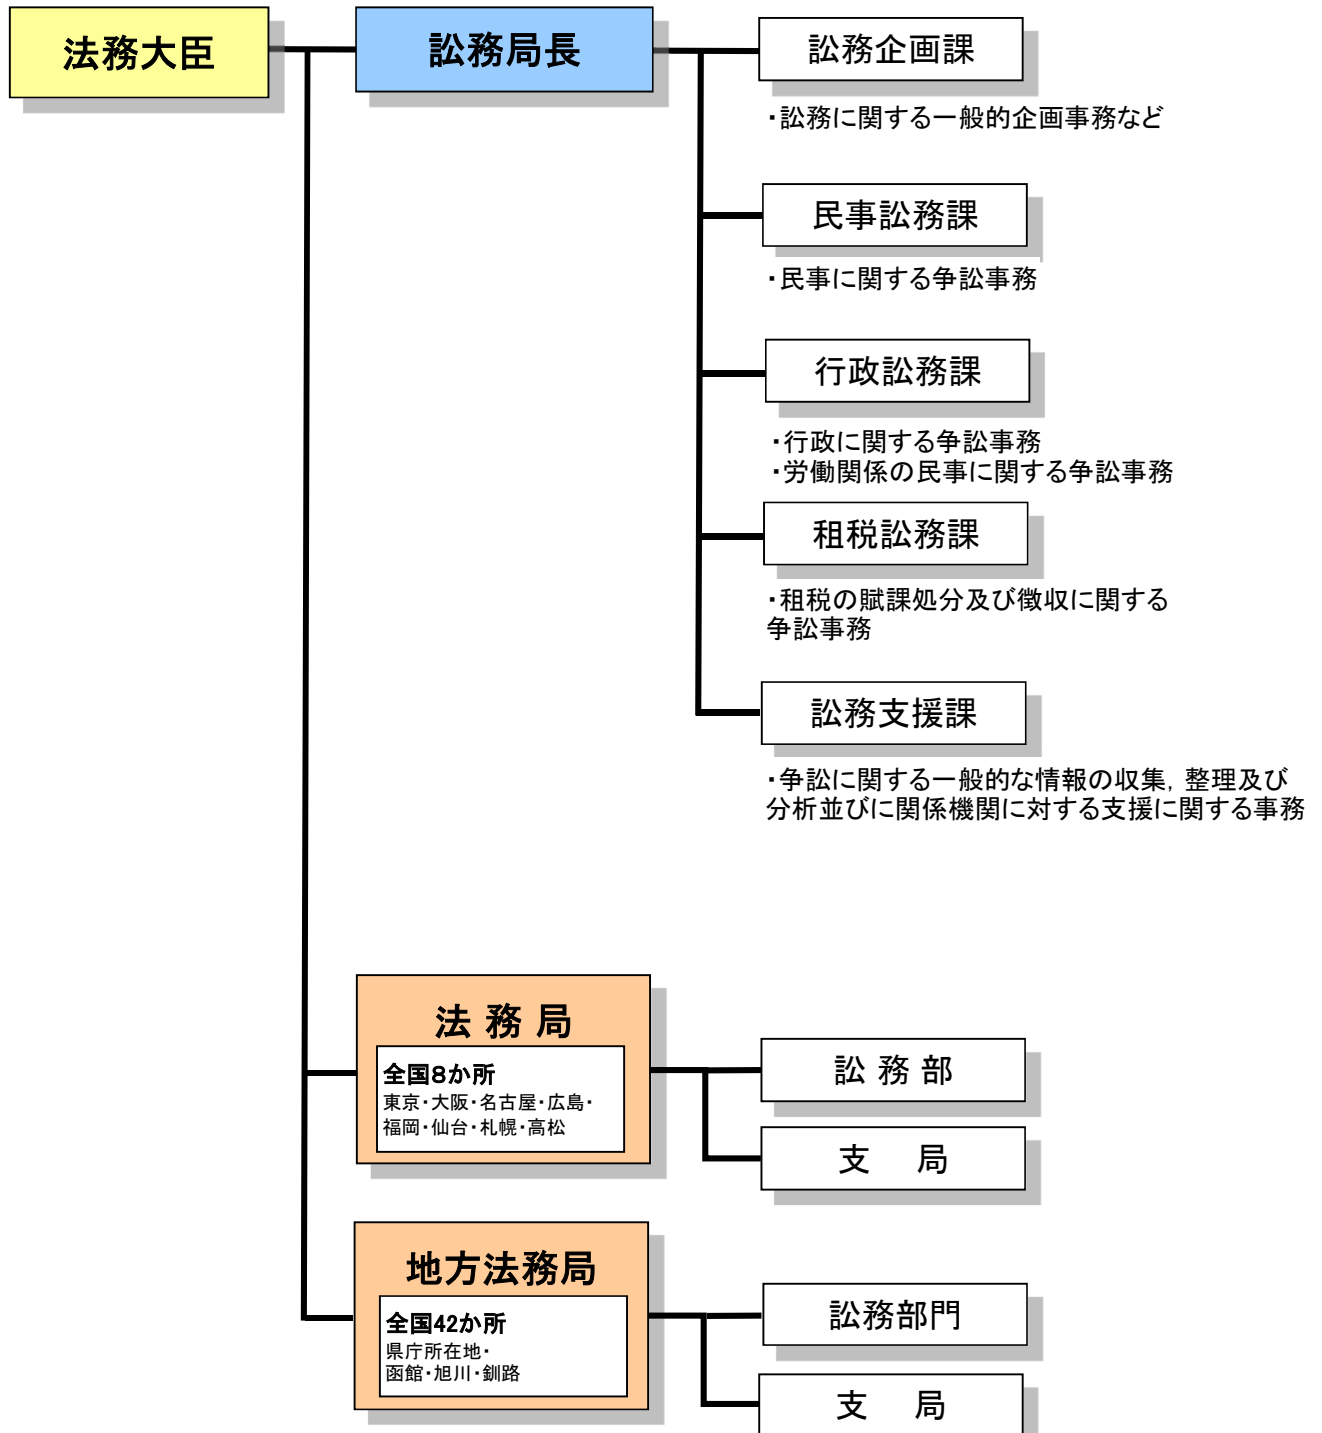 法務大臣
訟務局長
訟務企画課
・訟務に関する一般的企画事務など
民事訟務課
・民事に関する争訟事務
行政訟務課
・行政に関する争訟事務
・労働関係の民事に関する争訟事務
租税訟務課
・租税の賦課処分及び徴収に関する
争訟事務
訟務支援課
・争訟に関する一般的な情報の収集，整理及び
分析並びに関係機関に対する支援に関する事務
法 務 局
全国8か所
東京・大阪・名古屋・広島・
福岡・仙台・札幌・高松
訟 務 部
支　局
地方法務局
全国42か所
県庁所在地・
函館・旭川・釧路
訟務部門
支　局